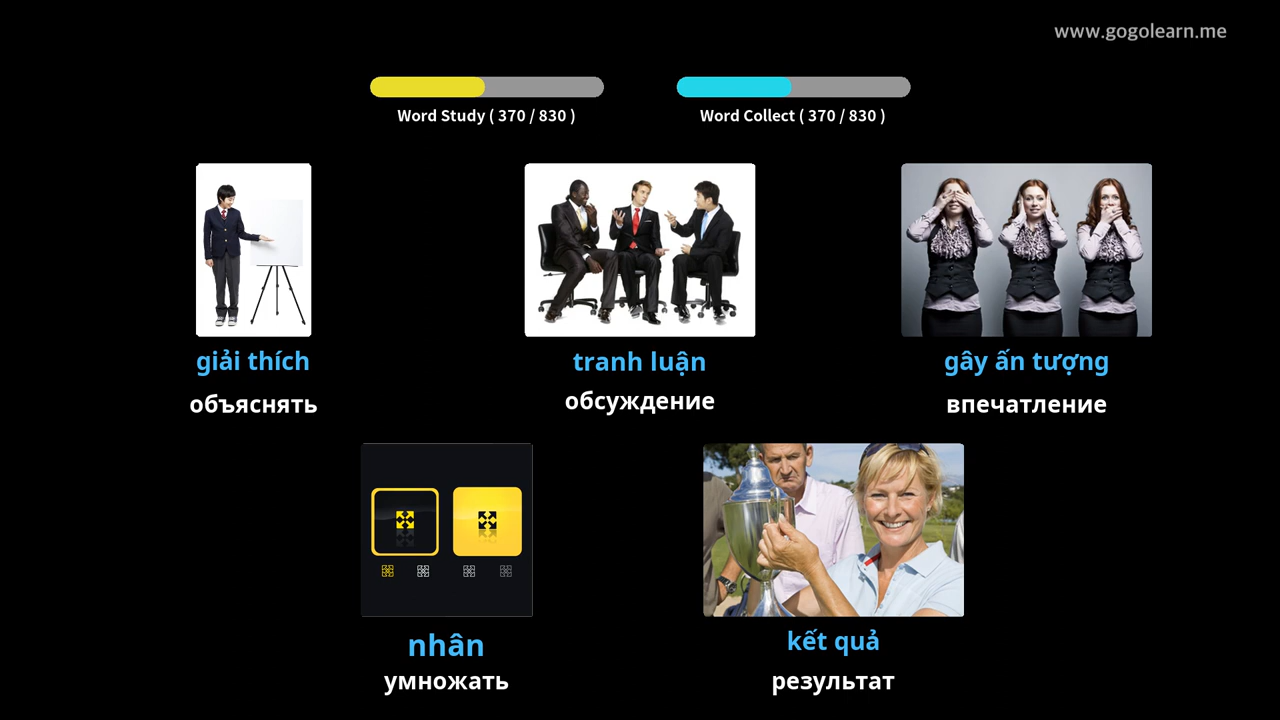 www.gogolearn.me
Word Study ( 370 / 830 )
Word Collect ( 370 / 830 )
giải thích
объяснять
tranh luận
обсуждение
gây ấn tượng
впечатление
nhân
умножать
kết quả
результат